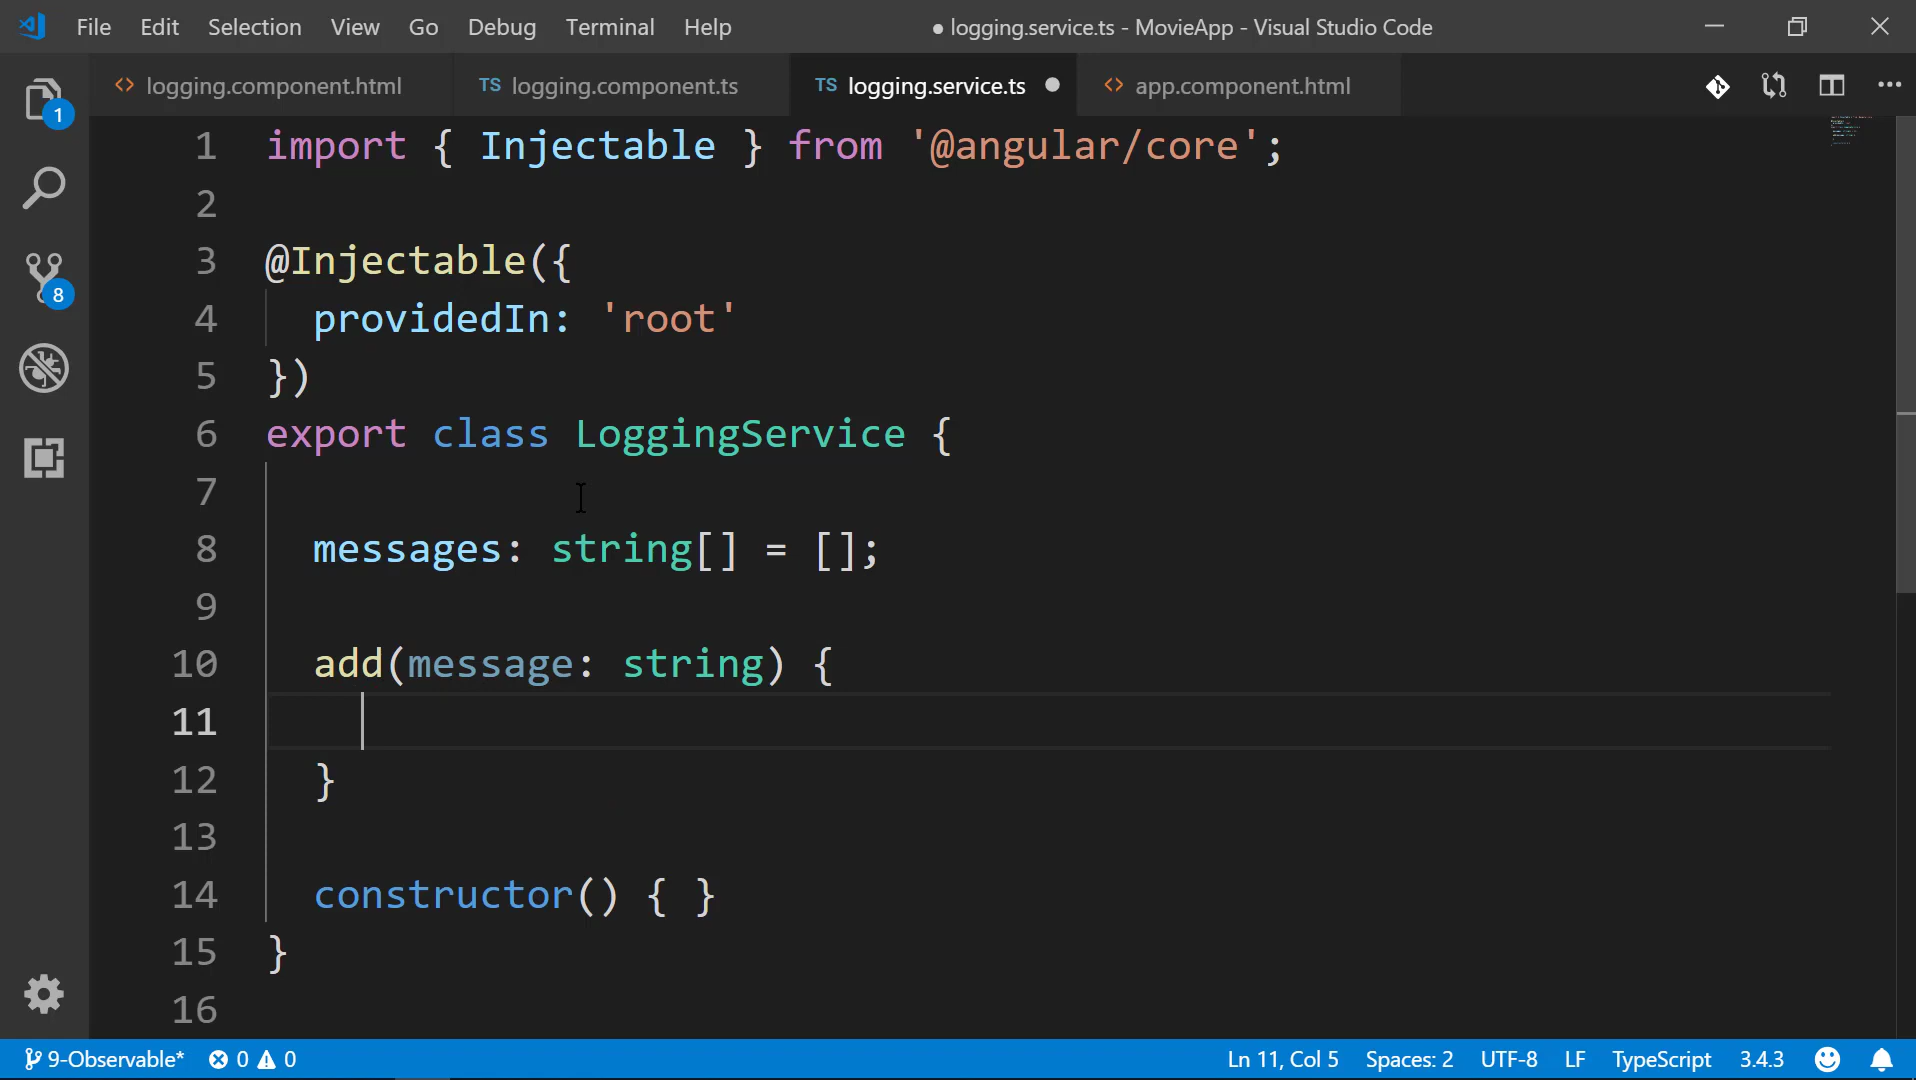 File Edit Selection View Go Debug Terminal Help ● logging.service.ts - MovieApp - Visual Studio Code
<> logging.component.html TS logging.component.ts TS logging.service.ts ● <> app.component.html
1 import { Injectable } from '@angular/core';
2
3 @Injectable({
4 providedIn: 'root'
5 })
6 export class LoggingService {
7
8 messages: string[] = [];
9
10 add(message: string) {
11
12 }
13
14 constructor() { }
15 }
16
1
8
9-Observable* 0 0 Ln 11, Col 5 Spaces: 2 UTF-8 LF TypeScript 3.4.3